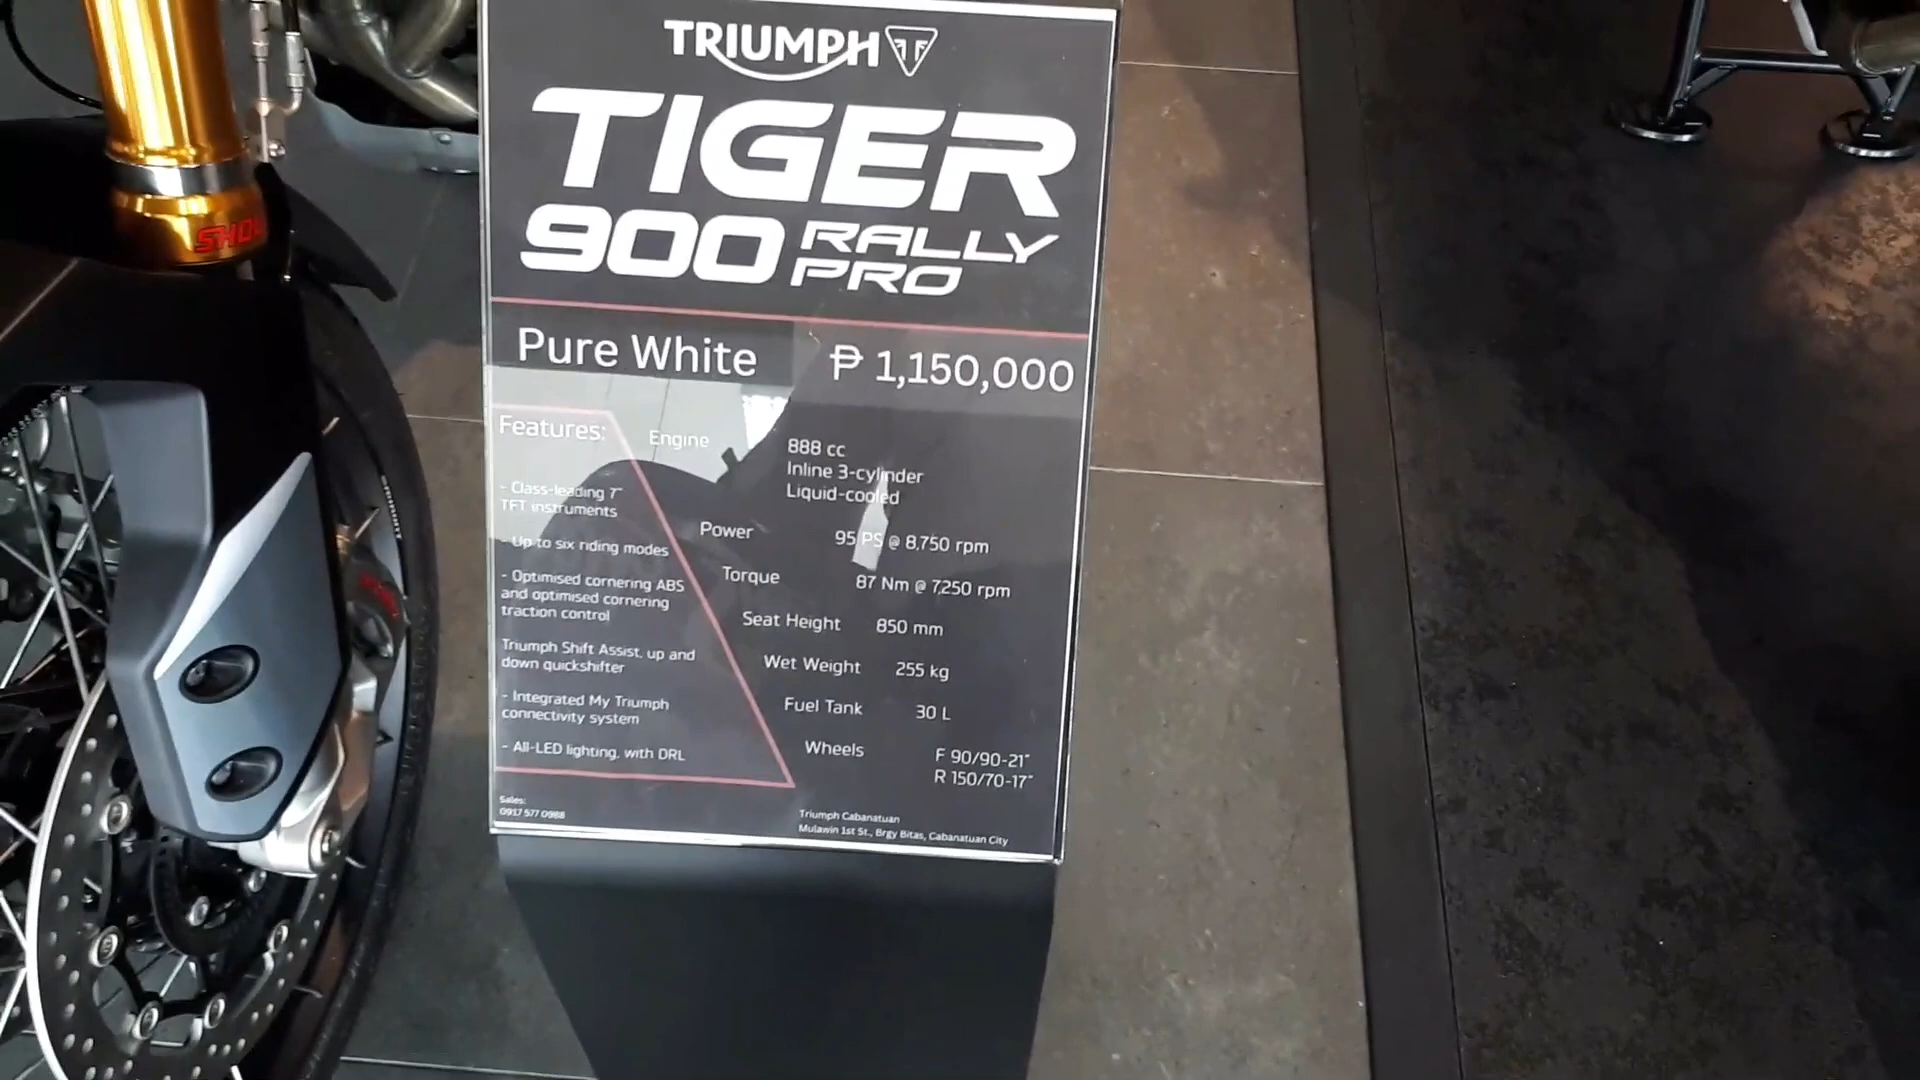 TRIUMPH
TIGER
900 RALLY
PRO
Pure White ₱ 1,150,000
Features:
- Class-leading 7"
TFT instruments
- Up to six riding modes
- Optimised cornering ABS
and optimised cornering
traction control
Triumph Shift Assist, up and
down quickshifter
- Integrated My Triumph
connectivity system
- All-LED lighting, with DRL
Engine 888 cc
Inline 3-cylinder
Liquid-cooled
Power 95 PS @ 8,750 rpm
Torque 87 Nm @ 7,250 rpm
Seat Height 850 mm
Wet Weight 255 kg
Fuel Tank 30 L
Wheels F 90/90-21"
R 150/70-17"
Sales:
0917 577 0988
Triumph Cabanatuan
Mulawin 1st St., Brgy Bitas, Cabanatuan City